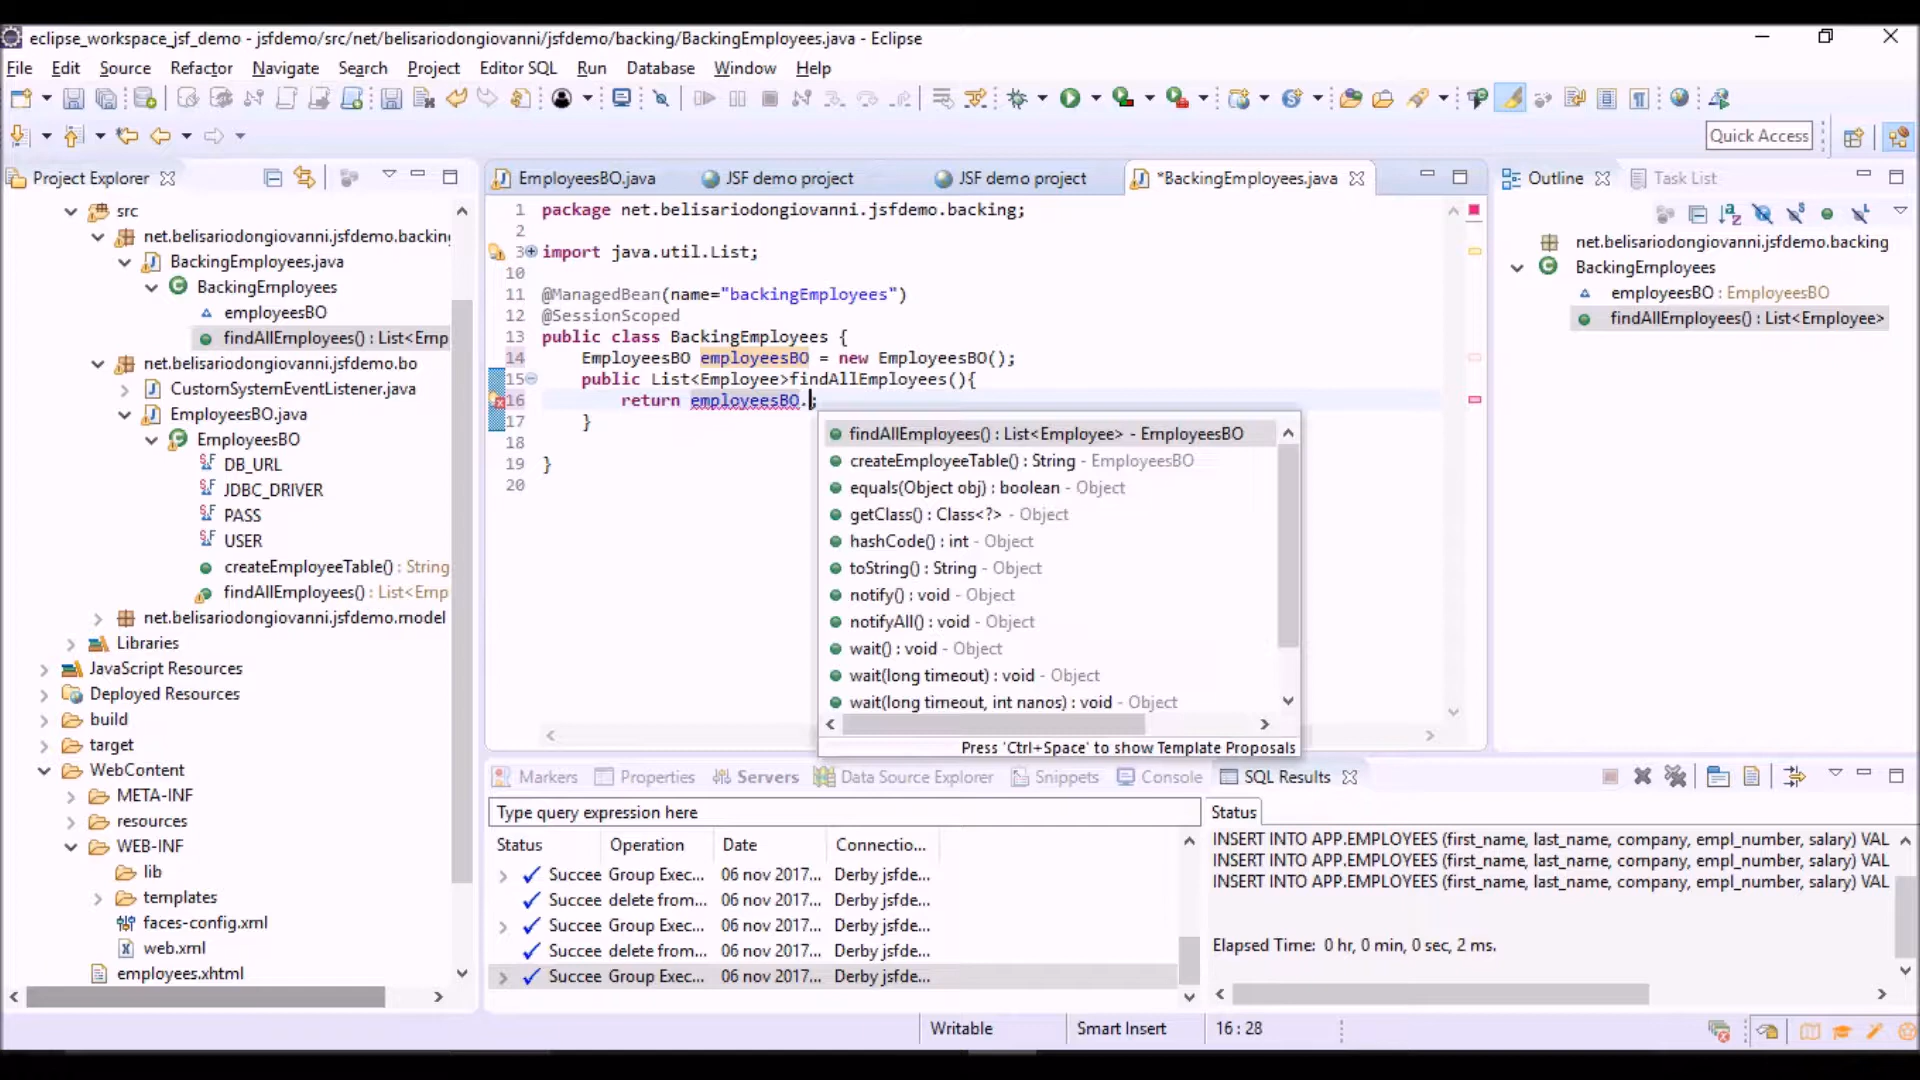 eclipse_workspace_jsf_demo - jsfdemo/src/net/belisariodongiovanni/jsfdemo/backing/BackingEmployees.java - Eclipse
File Edit Source Refactor Navigate Search Project Editor SQL Run Database Window Help
Quick Access
Project Explorer
src
net.belisariodongiovanni.jsfdemo.backing
BackingEmployees.java
BackingEmployees
employeesBO
findAllEmployees() : List<Emp
net.belisariodongiovanni.jsfdemo.bo
CustomSystemEventListener.java
EmployeesBO.java
EmployeesBO
DB_URL
JDBC_DRIVER
PASS
USER
createEmployeeTable() : String
findAllEmployees() : List<Emp
net.belisariodongiovanni.jsfdemo.model
Libraries
JavaScript Resources
Deployed Resources
build
target
WebContent
META-INF
resources
WEB-INF
lib
templates
faces-config.xml
web.xml
employees.xhtml
EmployeesBO.java JSF demo project JSF demo project *BackingEmployees.java
1 package net.belisariodongiovanni.jsfdemo.backing;
2
3 import java.util.List;
10
11 @ManagedBean(name="backingEmployees")
12 @SessionScoped
13 public class BackingEmployees {
14 EmployeesBO employeesBO = new EmployeesBO();
15 public List<Employee>findAllEmployees(){
16 return employeesBO.;
17 }
18
19 }
20
findAllEmployees() : List<Employee> - EmployeesBO
createEmployeeTable() : String - EmployeesBO
equals(Object obj) : boolean - Object
getClass() : Class<?> - Object
hashCode() : int - Object
toString() : String - Object
notify() : void - Object
notifyAll() : void - Object
wait() : void - Object
wait(long timeout) : void - Object
wait(long timeout, int nanos) : void - Object
Press 'Ctrl+Space' to show Template Proposals
Outline Task List
net.belisariodongiovanni.jsfdemo.backing
BackingEmployees
employeesBO : EmployeesBO
findAllEmployees() : List<Employee>
Markers Properties Servers Data Source Explorer Snippets Console SQL Results
Type query expression here
Status Operation Date Connectio...
Succee Group Exec... 06 nov 2017... Derby jsfde...
Succee delete from... 06 nov 2017... Derby jsfde...
Succee Group Exec... 06 nov 2017... Derby jsfde...
Succee delete from... 06 nov 2017... Derby jsfde...
Succee Group Exec... 06 nov 2017... Derby jsfde...
Status
INSERT INTO APP.EMPLOYEES (first_name, last_name, company, empl_number, salary) VAL
INSERT INTO APP.EMPLOYEES (first_name, last_name, company, empl_number, salary) VAL
INSERT INTO APP.EMPLOYEES (first_name, last_name, company, empl_number, salary) VAL
Elapsed Time: 0 hr, 0 min, 0 sec, 2 ms.
Writable Smart Insert 16 : 28